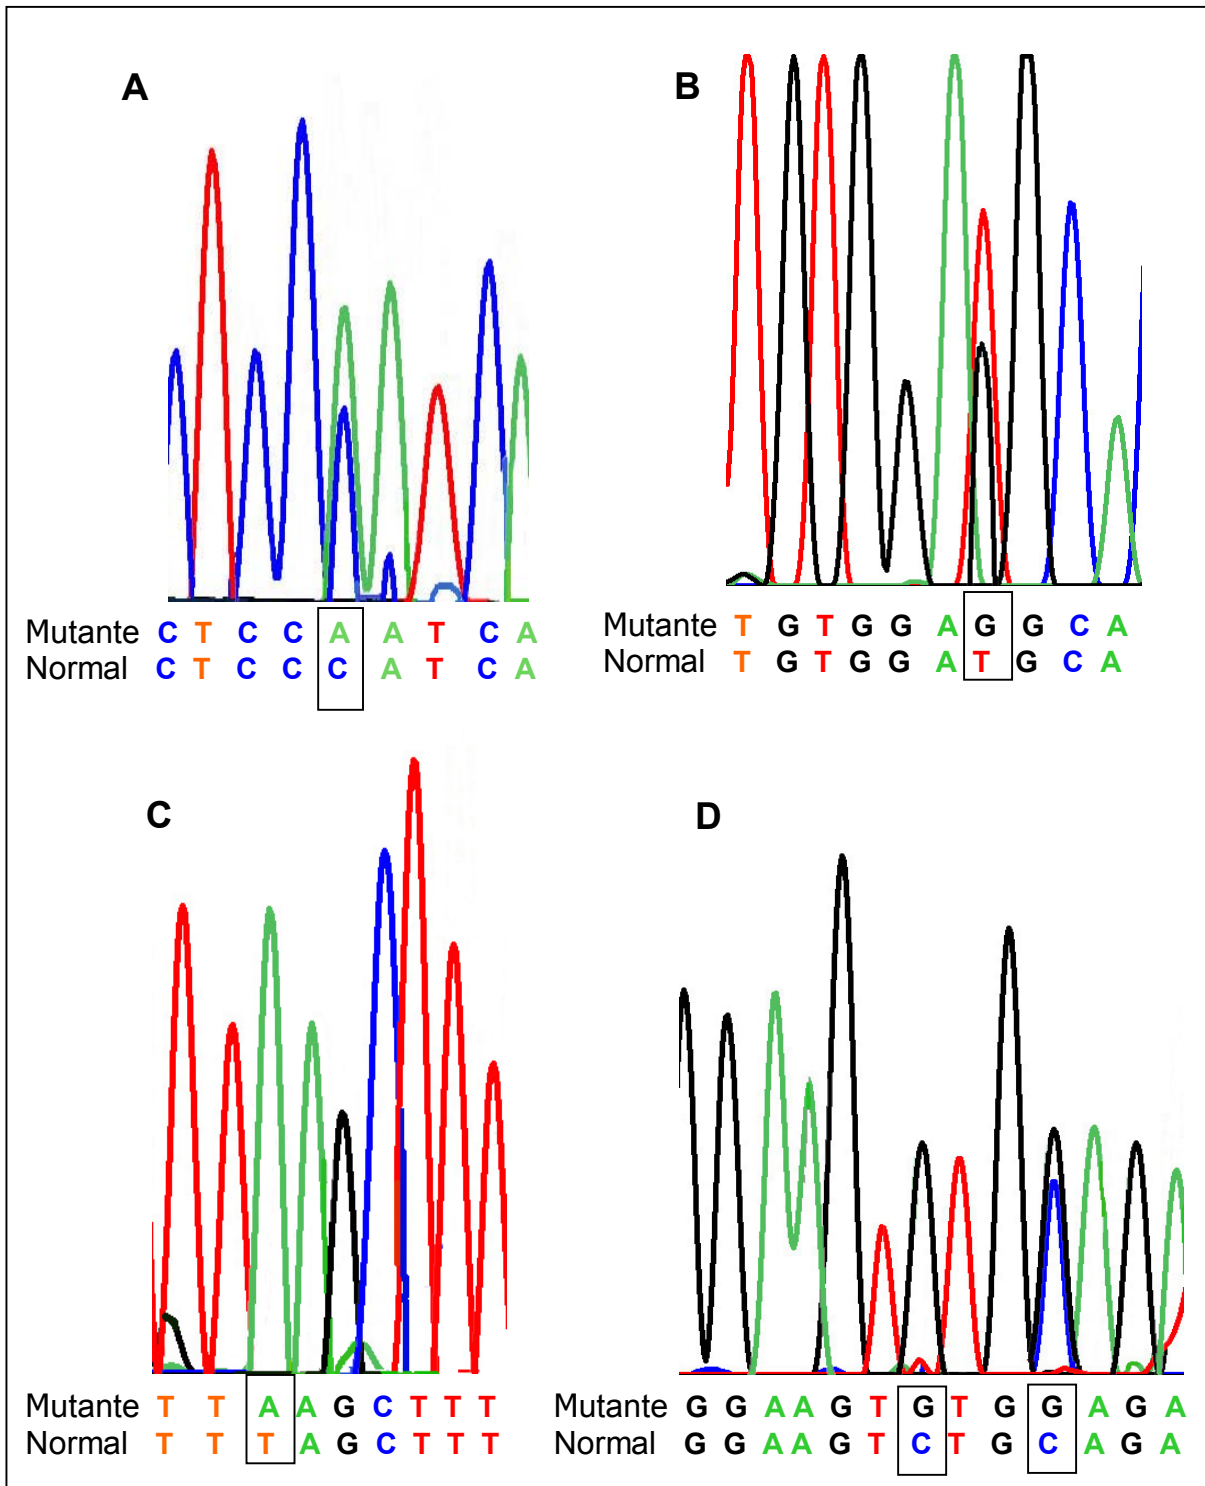 A
B
Mutante C T C C A A T C A
Normal C T C C C A T C A
Mutante T G T G G A G G C A
Normal T G T G G A T G C A
C
D
Mutante T T A A G C T T T
Normal T T T A G C T T T
Mutante G G A A G T G T G G A G A
Normal G G A A G T C T G C A G A